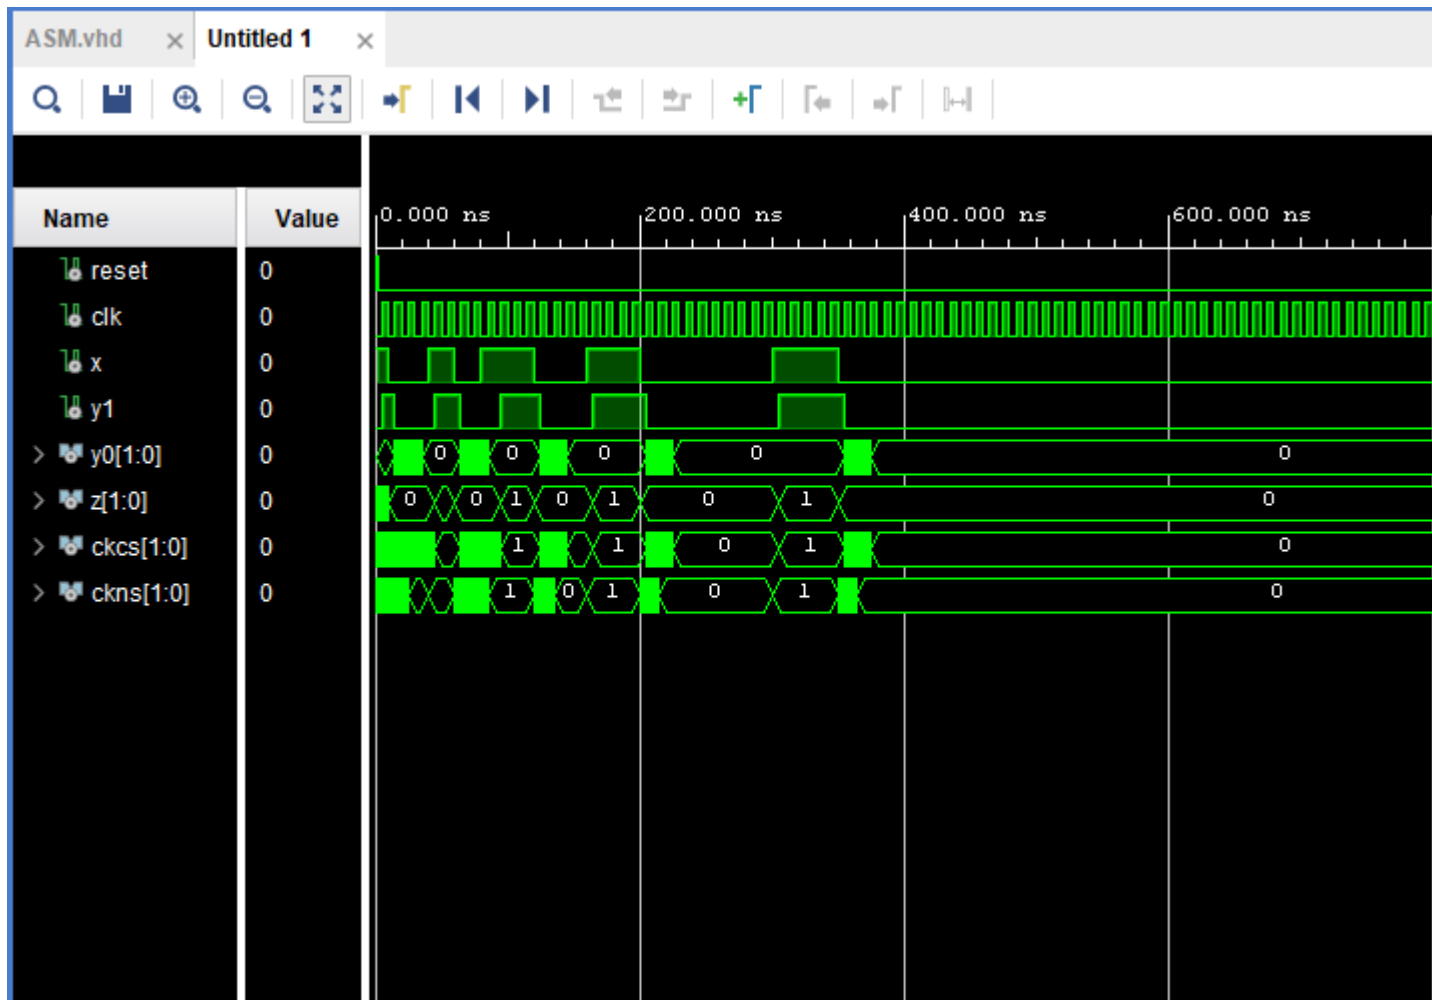 ASM.vhd Untitled 1
Name Value 0.000 ns 200.000 ns 400.000 ns 600.000 ns
reset 0
clk 0
x 0
y1 0
y0[1:0] 0 0 0 0 0 0
z[1:0] 0 0 0 1 0 1 0 1 0
ckcs[1:0] 0 1 1 0 1 0
ckns[1:0] 0 1 0 1 0 1 0